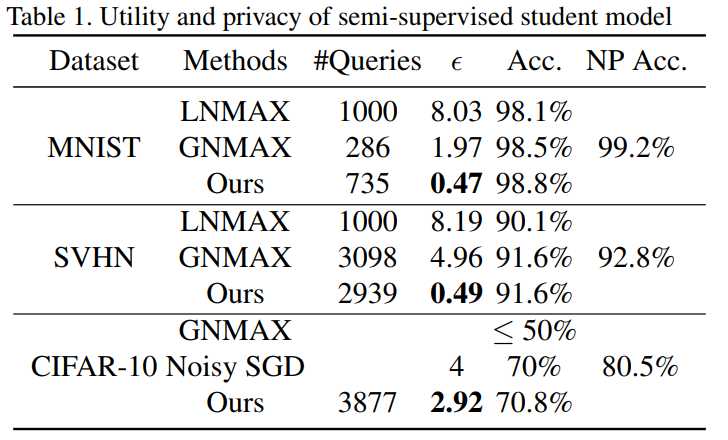 Table 1. Utility and privacy of semi-supervised student model
Dataset Methods #Queries ϵ Acc. NP Acc.
LNMAX 1000 8.03 98.1%
MNIST GNMAX 286 1.97 98.5% 99.2%
Ours 735 0.47 98.8%
LNMAX 1000 8.19 90.1%
SVHN GNMAX 3098 4.96 91.6% 92.8%
Ours 2939 0.49 91.6%
GNMAX ≤ 50%
CIFAR-10 Noisy SGD 4 70% 80.5%
Ours 3877 2.92 70.8%